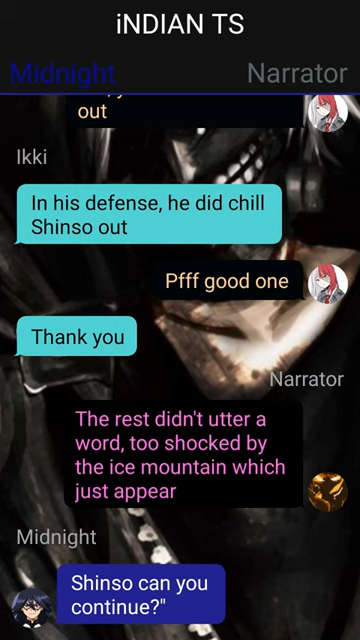 iNDIAN TS
Midnight
Narrator
out
Ikki
In his defense, he did chill
Shinso out
Pfff good one
Thank you
Narrator
The rest didn't utter a
word, too shocked by
the ice mountain which
just appear
Midnight
Shinso can you
continue?"